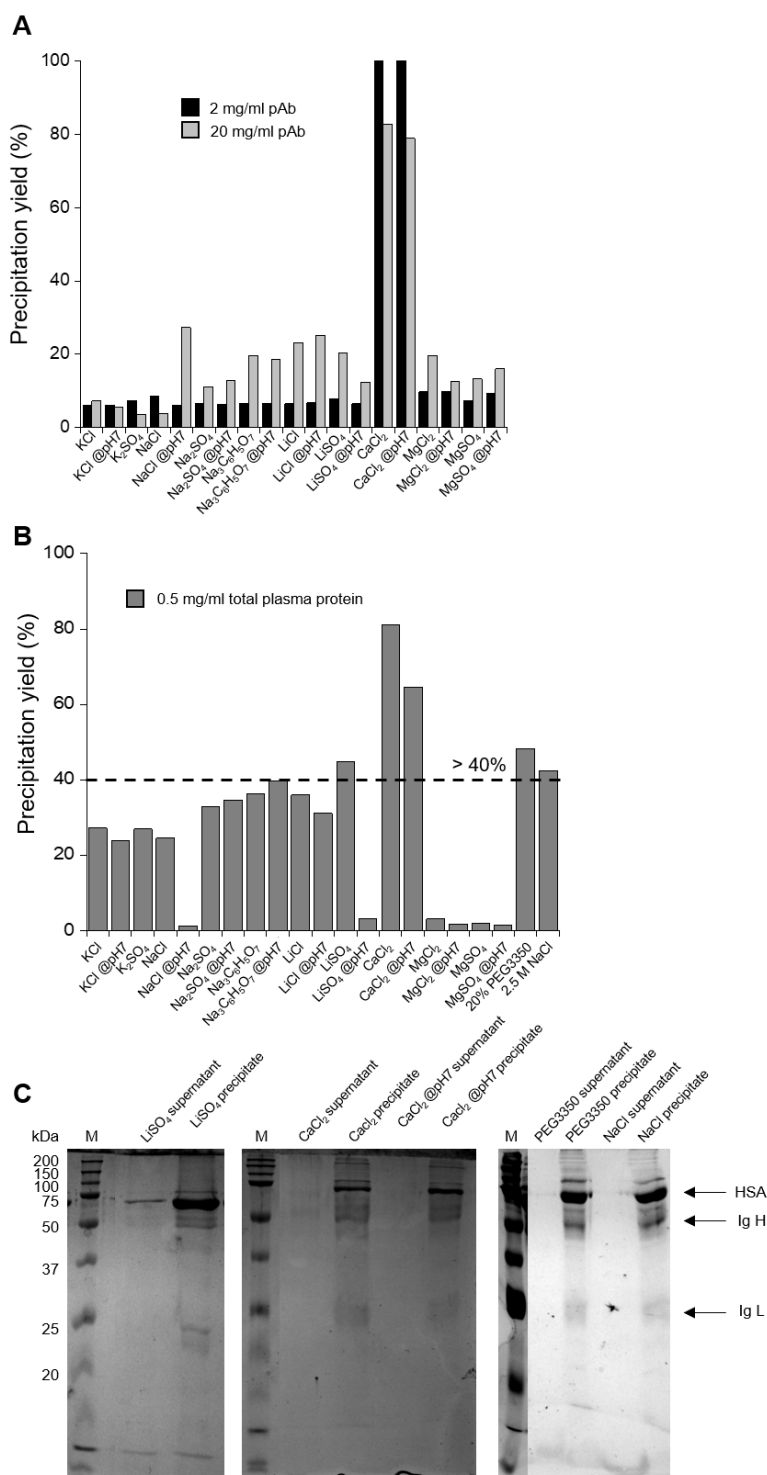 A
Precipitation yield (%)
100
80
60
40
20
0
2 mg/ml pAb
20 mg/ml pAb
KCl
KCl @pH7
K₂SO₄
NaCl
NaCl @pH7
Na₂SO₄
Na₂SO₄ @pH7
Na₃C₆H₅O₇
Na₃C₆H₅O₇ @pH7
LiCl
LiCl @pH7
LiSO₄
LiSO₄ @pH7
CaCl₂
CaCl₂ @pH7
MgCl₂
MgCl₂ @pH7
MgSO₄
MgSO₄ @pH7
B
Precipitation yield (%)
100
80
60
40
20
0
0.5 mg/ml total plasma protein
> 40%
KCl
KCl @pH7
K₂SO₄
NaCl
NaCl @pH7
Na₂SO₄
Na₂SO₄ @pH7
Na₃C₆H₅O₇
Na₃C₆H₅O₇ @pH7
LiCl
LiCl @pH7
LiSO₄
LiSO₄ @pH7
CaCl₂
CaCl₂ @pH7
MgCl₂
MgCl₂ @pH7
MgSO₄
MgSO₄ @pH7
20% PEG3350
2.5 M NaCl
C
kDa
M
LiSO₄ supernatant
LiSO₄ precipitate
M
CaCl₂ supernatant
CaCl₂ precipitate
CaCl₂ @pH7 supernatant
CaCl₂ @pH7 precipitate
M
PEG3350 supernatant
PEG3350 precipitate
NaCl supernatant
NaCl precipitate
200
150
100
75
50
37
25
20
HSA
Ig H
Ig L